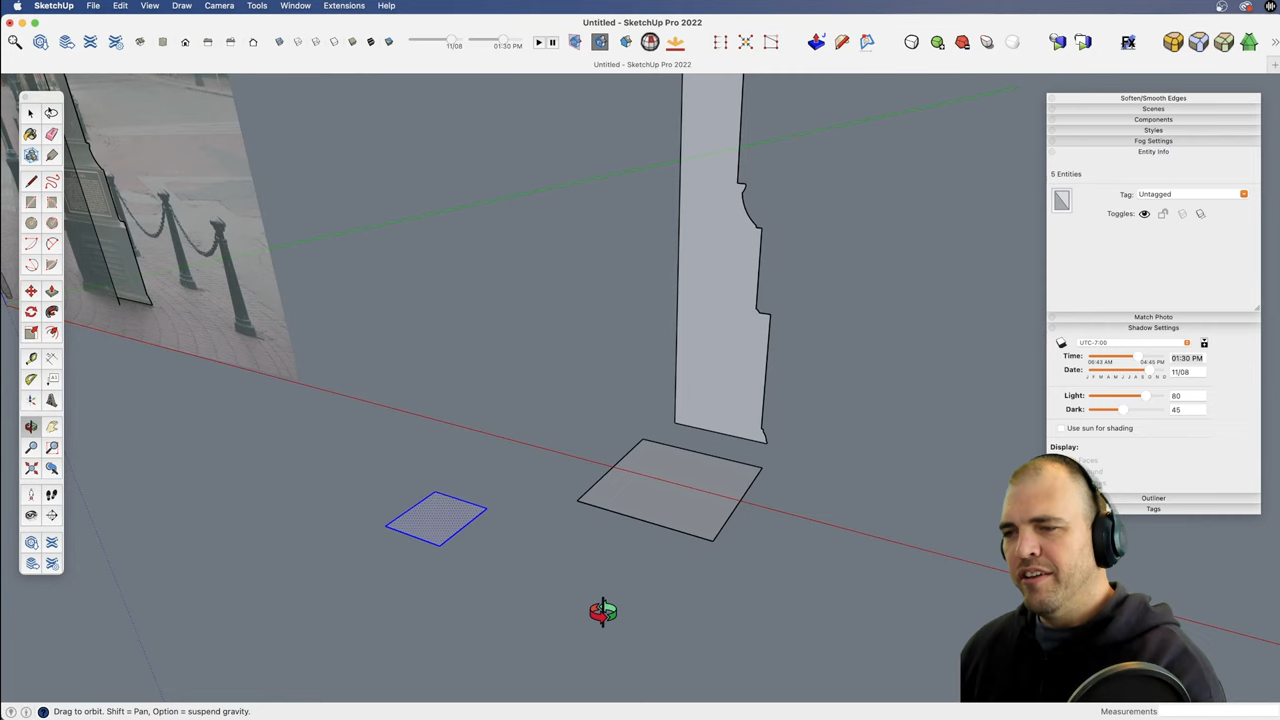 SketchUp File Edit View Draw Camera Tools Window Extensions Help
Untitled - SketchUp Pro 2022
11/08 01:30 PM
Untitled - SketchUp Pro 2022
Soften/Smooth Edges
Scenes
Components
Styles
Fog Settings
Entity Info
5 Entities
Tag: Untagged
Toggles:
Match Photo
Shadow Settings
UTC-7:00
Time: 01:30 PM
06:43 AM 04:45 PM
Date: 11/08
J F M A M J J A S O N D
Light: 80
Dark: 45
Use sun for shading
Display:
Outliner
Tags
Drag to orbit. Shift = Pan, Option = suspend gravity.
Measurements